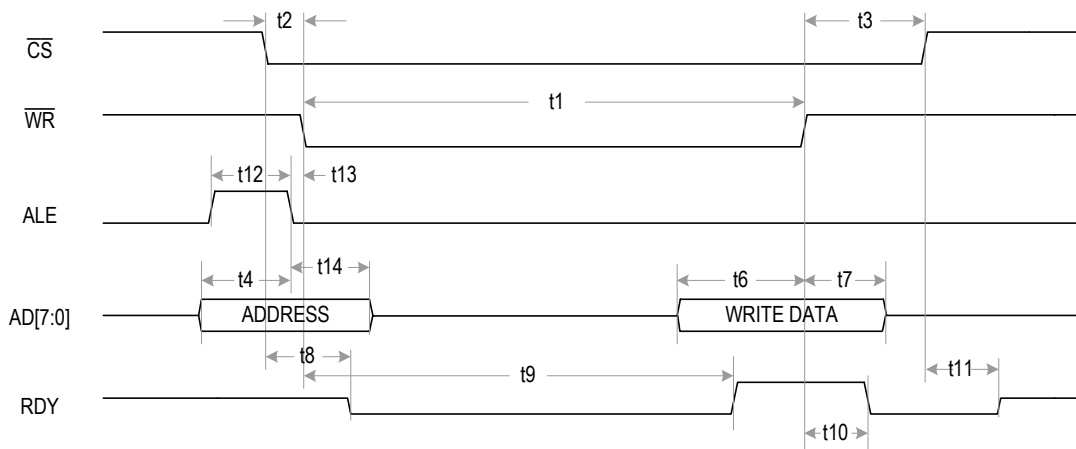 t2 t3
CS
t1
WR
t12 t13
ALE
t4 t14 t6 t7
AD[7:0] ADDRESS WRITE DATA
t8 t9 t11
RDY
t10